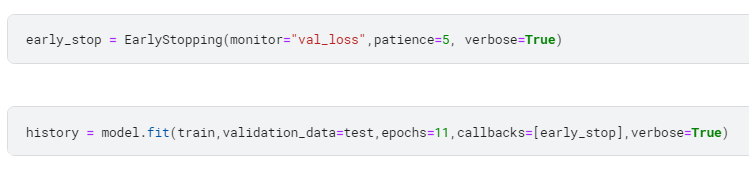 early_stop = EarlyStopping(monitor="val_loss",patience=5, verbose=True)
history = model.fit(train,validation_data=test,epochs=11,callbacks=[early_stop],verbose=True)